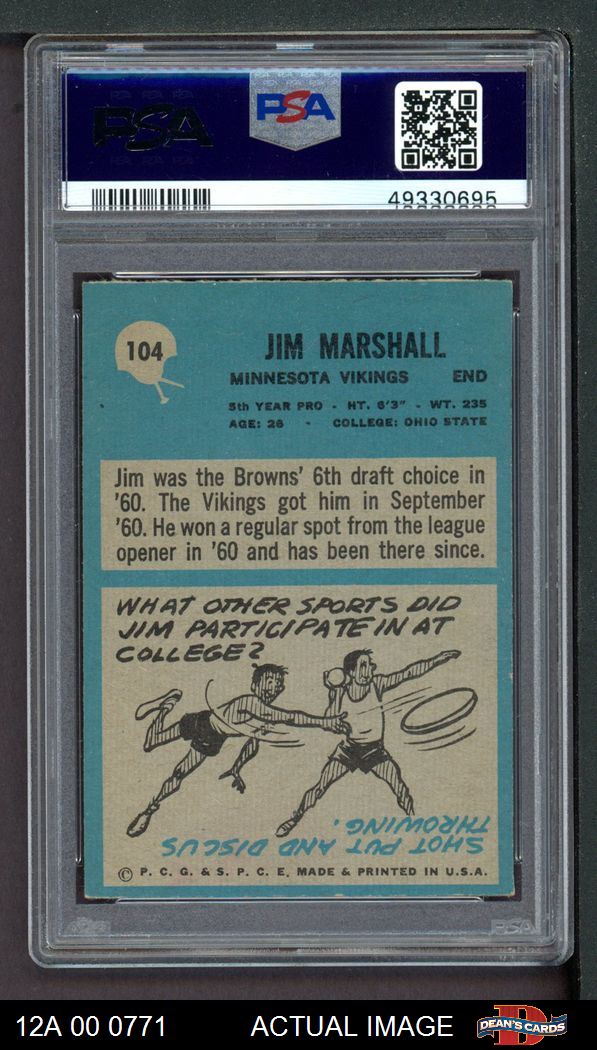 PSA
PSA
49330695
104
JIM MARSHALL
MINNESOTA VIKINGS END
5th YEAR PRO - HT. 6'3" - WT. 235
AGE: 26 - COLLEGE: OHIO STATE
Jim was the Browns' 6th draft choice in
'60. The Vikings got him in September
'60. He won a regular spot from the league
opener in '60 and has been there since.
WHAT OTHER SPORTS DID
JIM PARTICIPATE IN AT
COLLEGE?
SHOT PUT AND DISCUS
THROWING.
© P. C. G. & S. P. C. E. MADE & PRINTED IN U.S.A.
PSA
12A 00 0771 ACTUAL IMAGE
D
DEAN'S CARDS